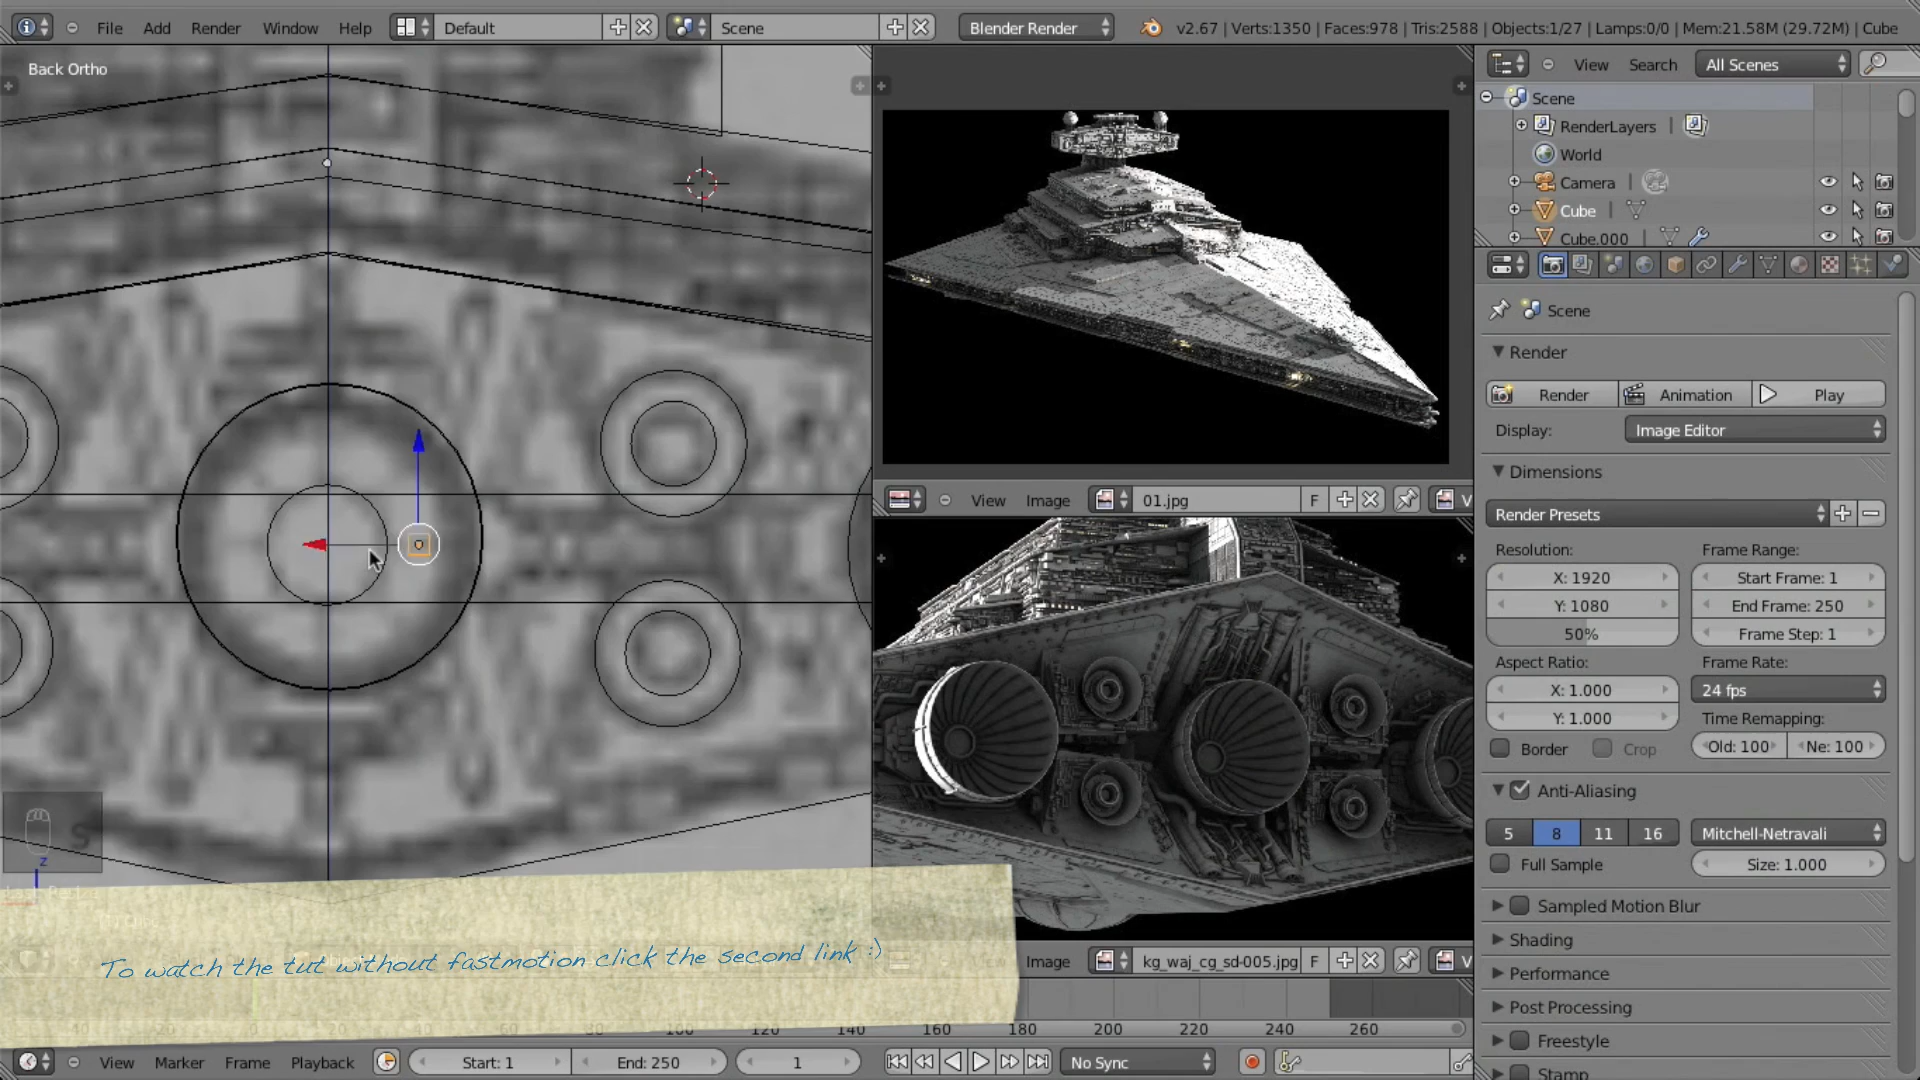 File Add Render Window Help Default Scene Blender Render v2.67 | Verts:1350 | Faces:978 | Tris:2588 | Objects:1/27 | Lamps:0/0 | Mem:21.58M (29.72M) | Cube
Back Ortho
View Search All Scenes
Scene
RenderLayers
World
Camera
Cube
Cube.000
Scene
Render
Render Animation Play
Display: Image Editor
Dimensions
View Image 01.jpg F V
Render Presets
Resolution: Frame Range:
X: 1920 Start Frame: 1
Y: 1080 End Frame: 250
50% Frame Step: 1
Aspect Ratio: Frame Rate:
X: 1.000 24 fps
Y: 1.000 Time Remapping:
Border Crop Old: 100 Ne: 100
Anti-Aliasing
5 8 11 16 Mitchell-Netravali
Full Sample Size: 1.000
S
z
Sampled Motion Blur
Shading
To watch the tut without fastmotion click the second link :)
Image kg_waj_cg_sd-005.jpg F V
Performance
Post Processing
120 140 160 180 200 220 240 260
Freestyle
View Marker Frame Playback Start: 1 End: 250 1 No Sync
Stamp